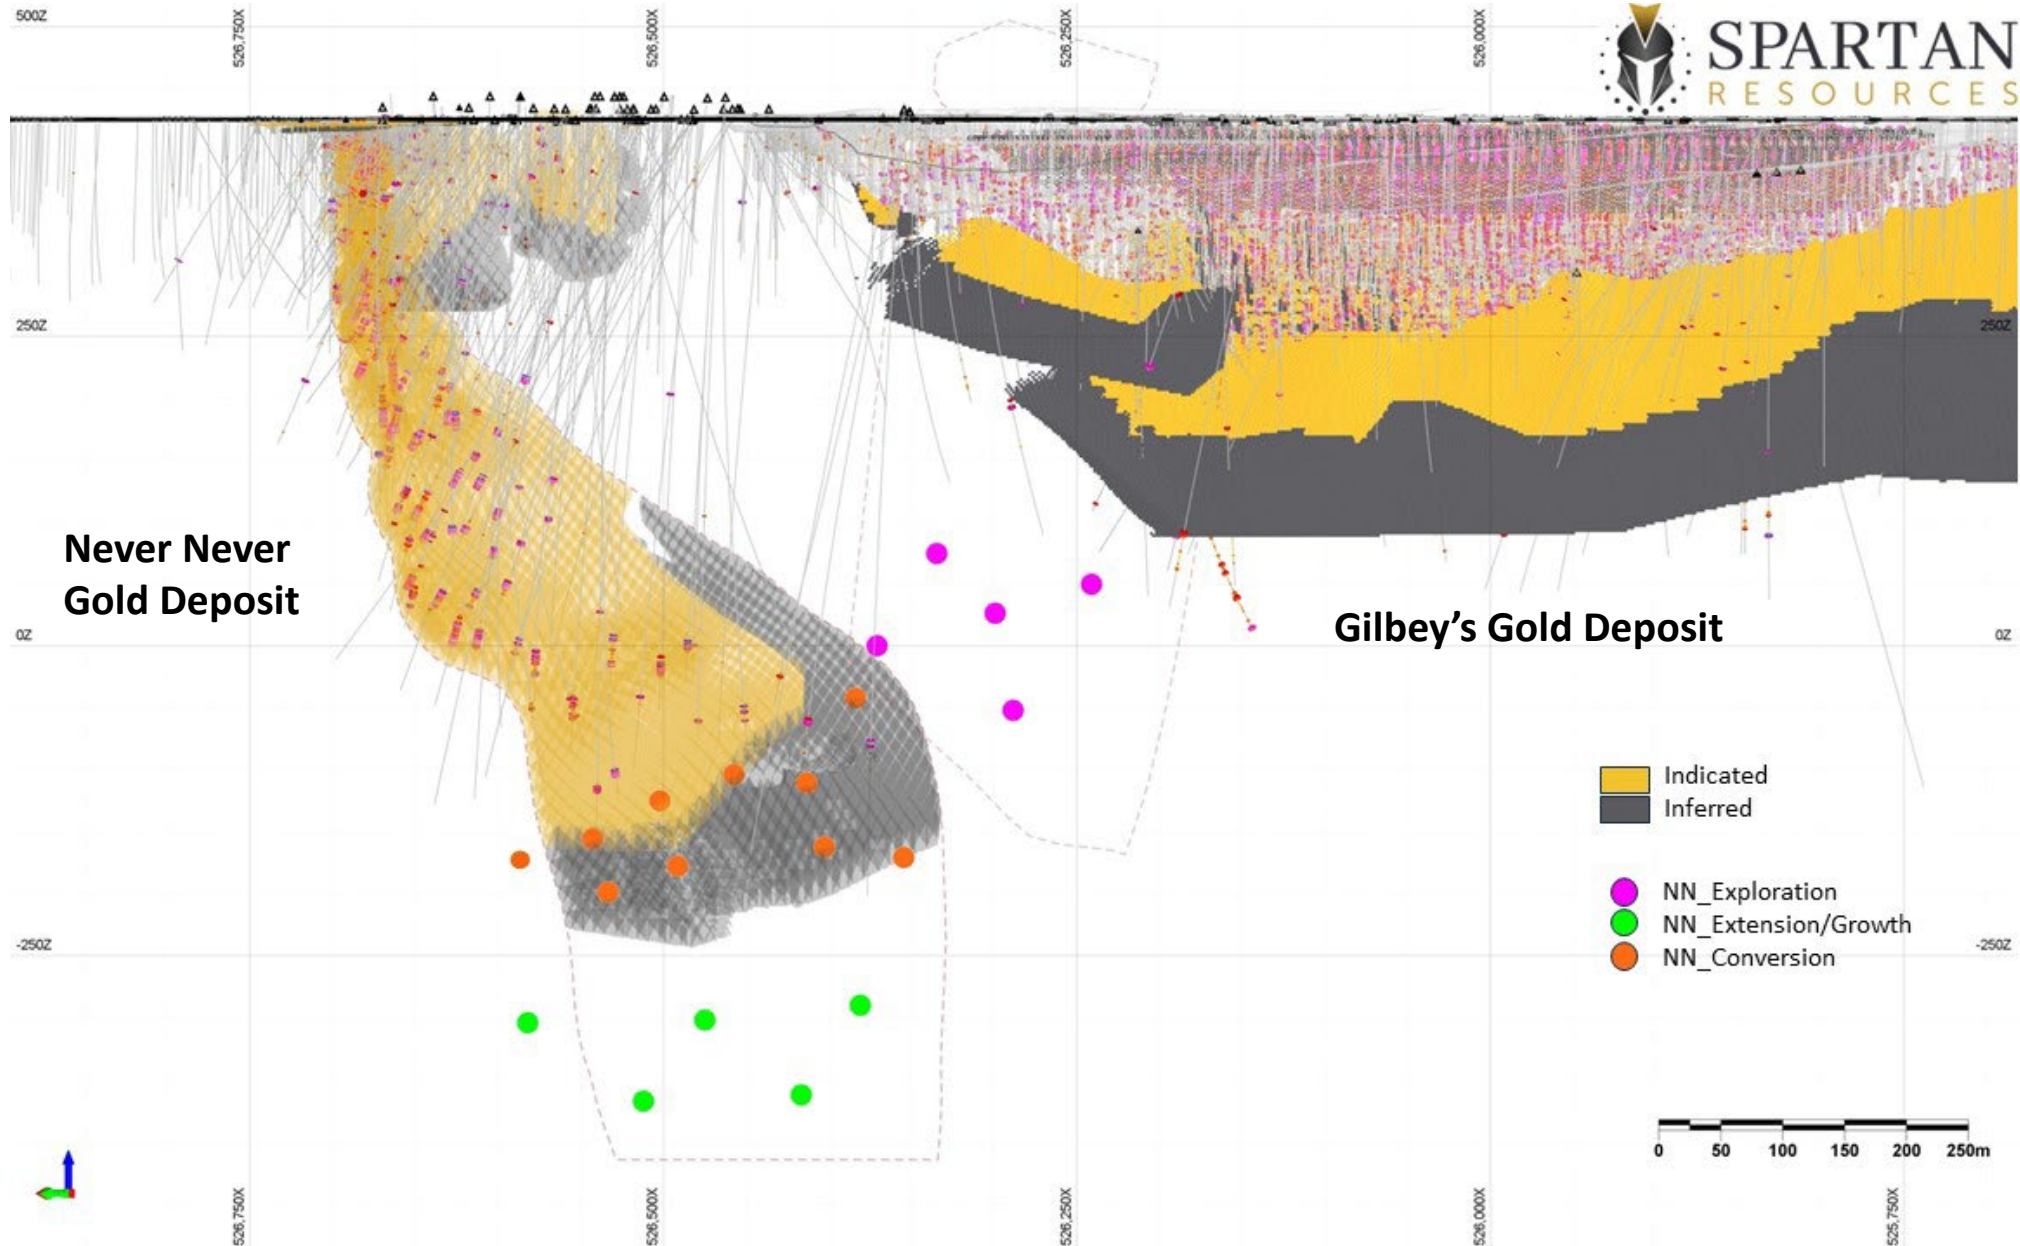 500Z
526,750X
526,500X
526,250X
526,000X
SPARTAN
RESOURCES
250Z
250Z
Never Never
Gold Deposit
0Z
0Z
Gilbey's Gold Deposit
Indicated
Inferred
NN_Exploration
NN_Extension/Growth
NN_Conversion
-250Z
-250Z
0 50 100 150 200 250m
526,750X
526,500X
526,250X
526,000X
525,750X